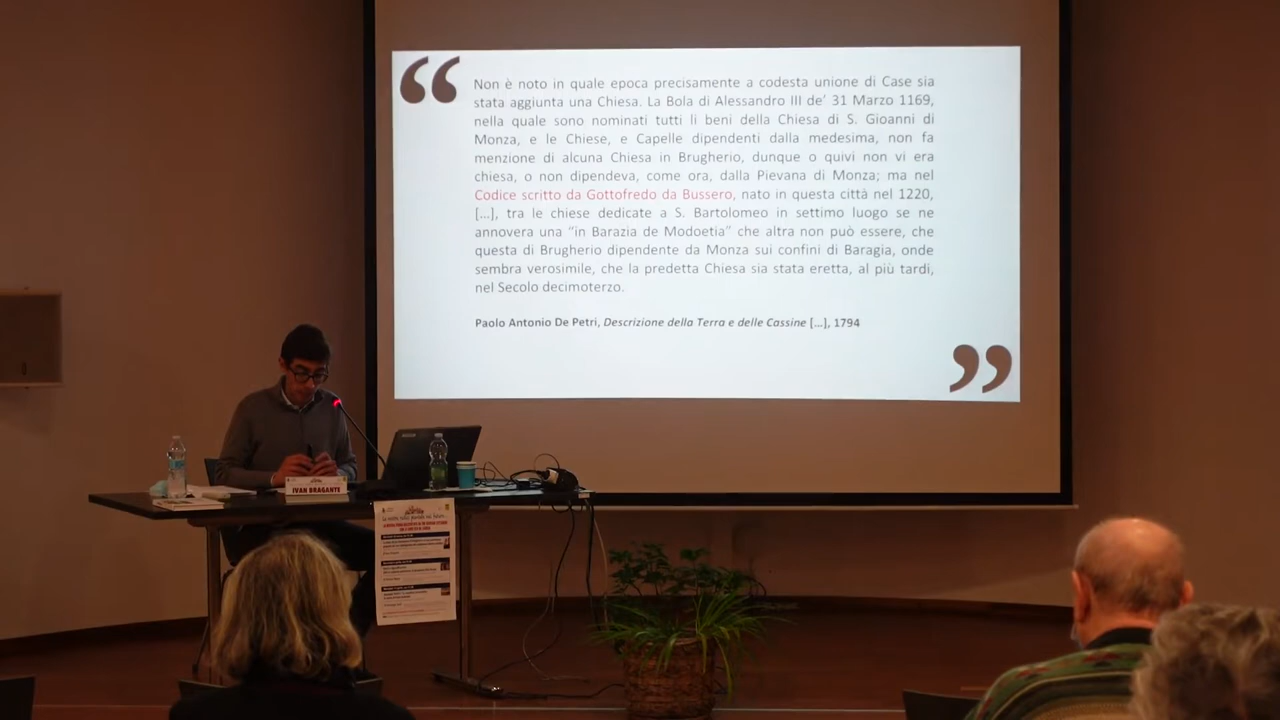 “
Non è noto in quale epoca precisamente a codesta unione di Case sia
stata aggiunta una Chiesa. La Bola di Alessandro III de’ 31 Marzo 1169,
nella quale sono nominati tutti li beni della Chiesa di S. Gioanni di
Monza, e le Chiese, e Capelle dipendenti dalla medesima, non fa
menzione di alcuna Chiesa in Brugherio, dunque o quivi non vi era
chiesa, o non dipendeva, come ora, dalla Pievana di Monza; ma nel
Codice scritto da Gottofredo da Bussero, nato in questa città nel 1220,
[…], tra le chiese dedicate a S. Bartolomeo in settimo luogo se ne
annovera una “in Barazia de Modoetia” che altra non può essere, che
questa di Brugherio dipendente da Monza sui confini di Baragia, onde
sembra verosimile, che la predetta Chiesa sia stata eretta, al più tardi,
nel Secolo decimoterzo.
Paolo Antonio De Petri, Descrizione della Terra e delle Cassine […], 1794
”
IVAN BRAGANTE